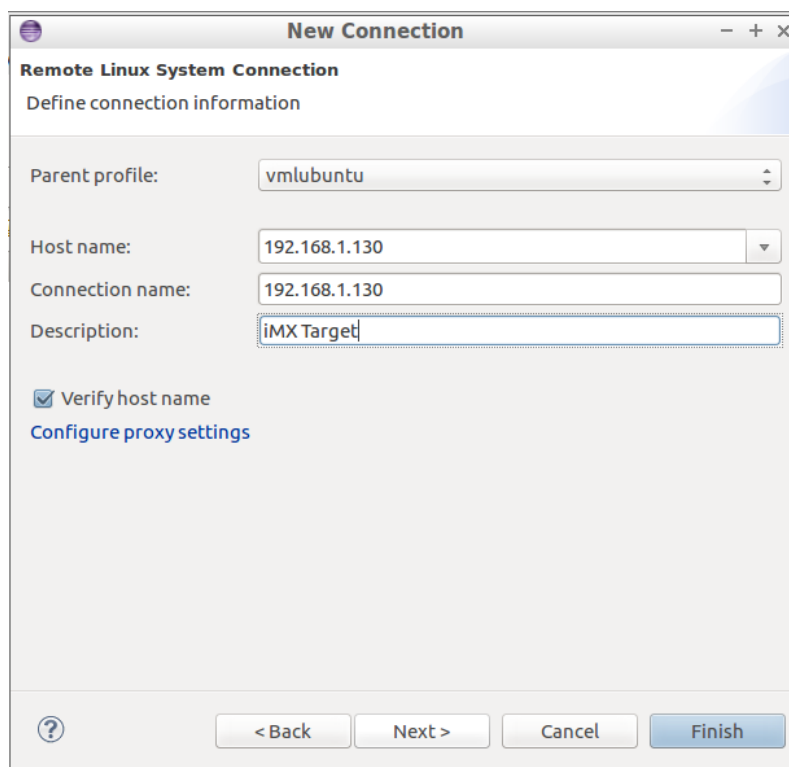 New Connection
Remote Linux System Connection
Define connection information
Parent profile: vmlubuntu
Host name: 192.168.1.130
Connection name: 192.168.1.130
Description: iMX Target
Verify host name
Configure proxy settings
? < Back Next > Cancel Finish